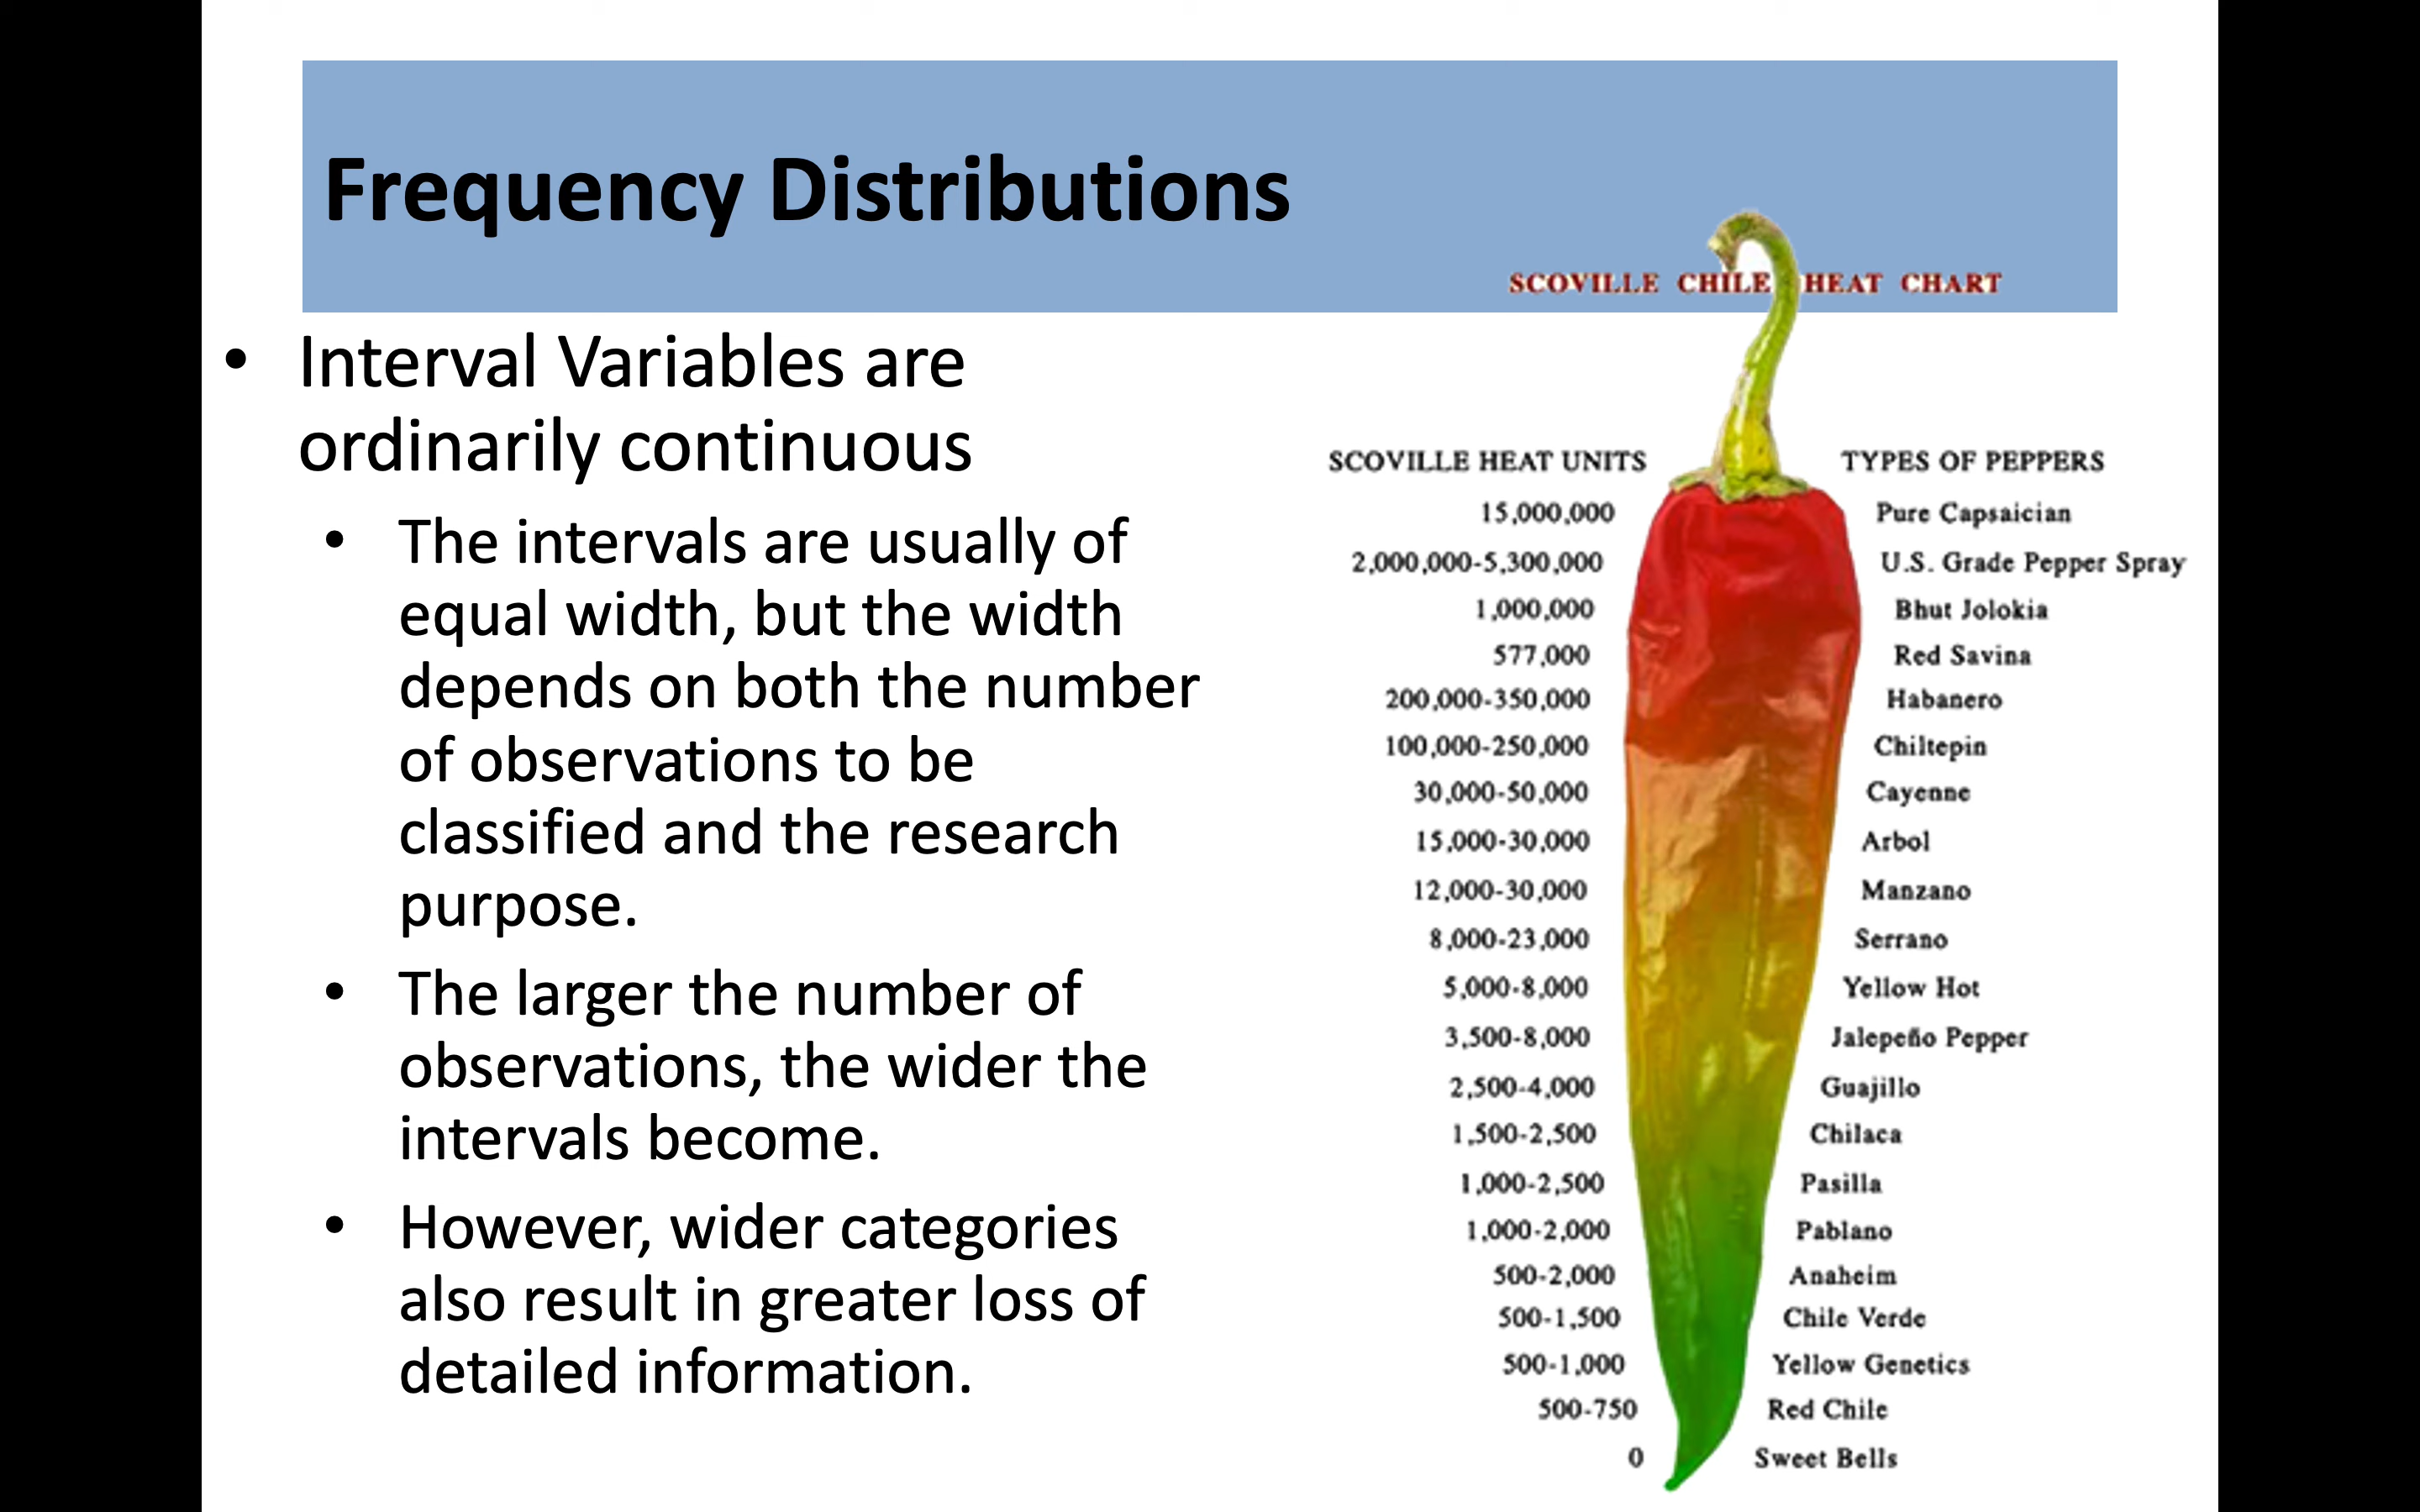 Frequency Distributions
SCOVILLE CHILE HEAT CHART
• Interval Variables are
ordinarily continuous
• The intervals are usually of
equal width, but the width
depends on both the number
of observations to be
classified and the research
purpose.
• The larger the number of
observations, the wider the
intervals become.
• However, wider categories
also result in greater loss of
detailed information.
SCOVILLE HEAT UNITS TYPES OF PEPPERS
15,000,000 Pure Capsaician
2,000,000-5,300,000 U.S. Grade Pepper Spray
1,000,000 Bhut Jolokia
577,000 Red Savina
200,000-350,000 Habanero
100,000-250,000 Chiltepin
30,000-50,000 Cayenne
15,000-30,000 Arbol
12,000-30,000 Manzano
8,000-23,000 Serrano
5,000-8,000 Yellow Hot
3,500-8,000 Jalepeño Pepper
2,500-4,000 Guajillo
1,500-2,500 Chilaca
1,000-2,500 Pasilla
1,000-2,000 Pablano
500-2,000 Anaheim
500-1,500 Chile Verde
500-1,000 Yellow Genetics
500-750 Red Chile
0 Sweet Bells